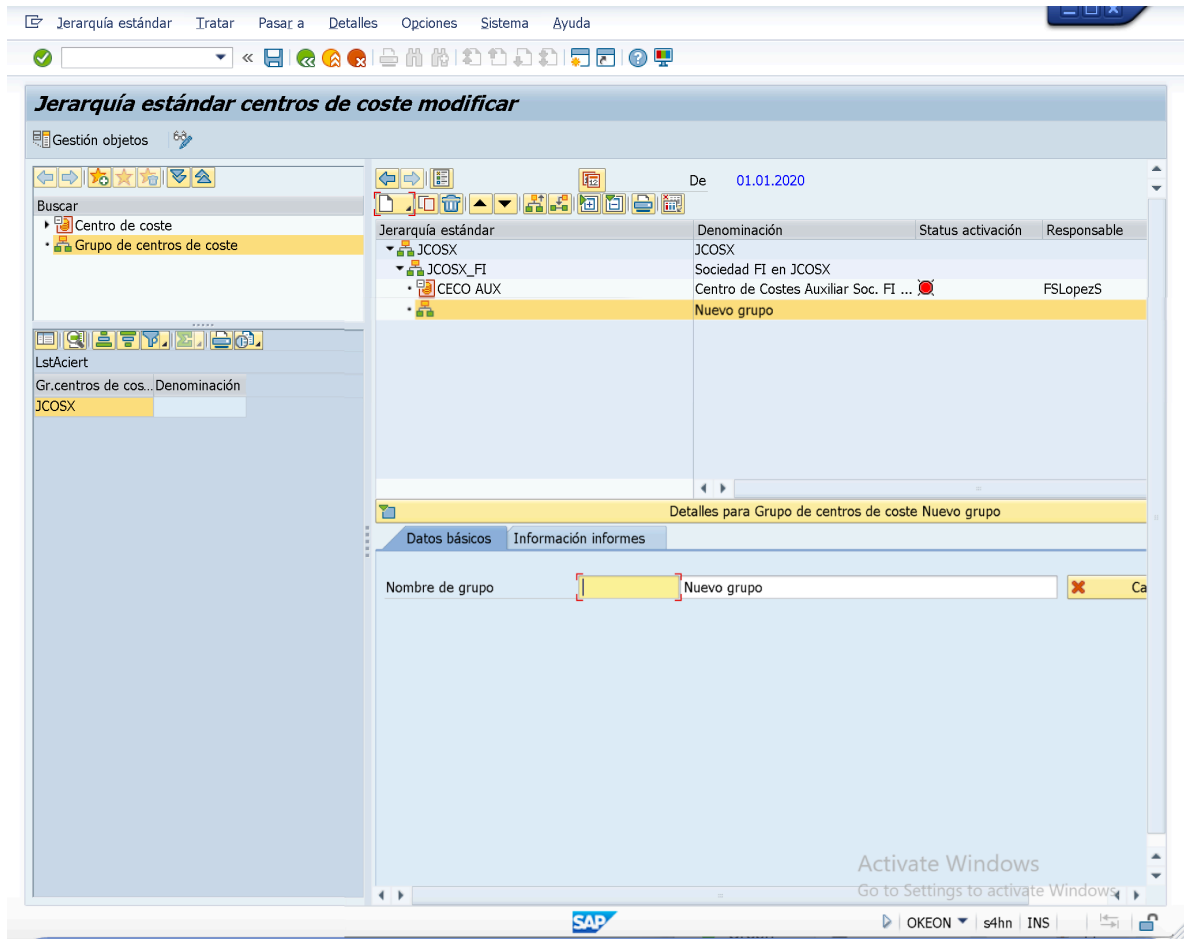 Jerarquía estándar Tratar Pasar a Detalles Opciones Sistema Ayuda
Jerarquía estándar centros de coste modificar
Gestión objetos
De 01.01.2020
Buscar
Centro de coste
Grupo de centros de coste
Jerarquía estándar Denominación Status activación Responsable
JCOSX JCOSX
JCOSX_FI Sociedad FI en JCOSX
CECO AUX Centro de Costes Auxiliar Soc. FI ... FSLopezS
Nuevo grupo
LstAciert
Gr.centros de cos... Denominación
JCOSX
Detalles para Grupo de centros de coste Nuevo grupo
Datos básicos Información informes
Nombre de grupo Nuevo grupo Ca
Activate Windows
Go to Settings to activate Windows
SAP OKEON s4hn INS